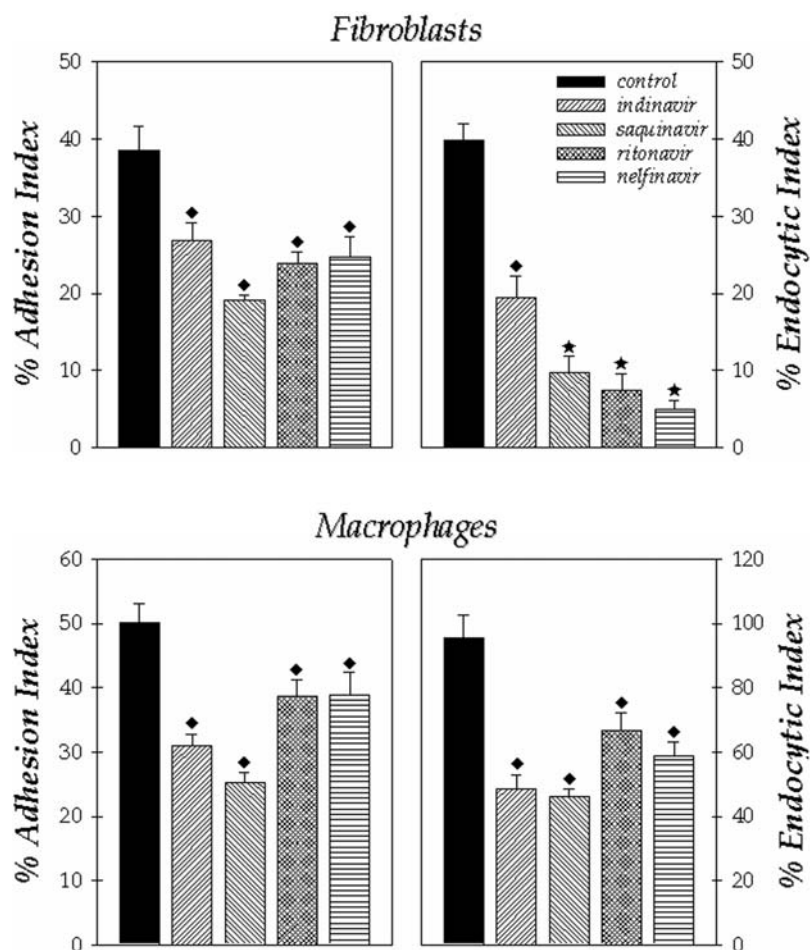 Fibroblasts
% Adhesion Index
50
40
30
20
10
0
control
indinavir
saquinavir
ritonavir
nelfinavir
50
40
30
20
10
0
% Endocytic Index
Macrophages
% Adhesion Index
60
50
40
30
20
10
0
120
100
80
60
40
20
0
% Endocytic Index